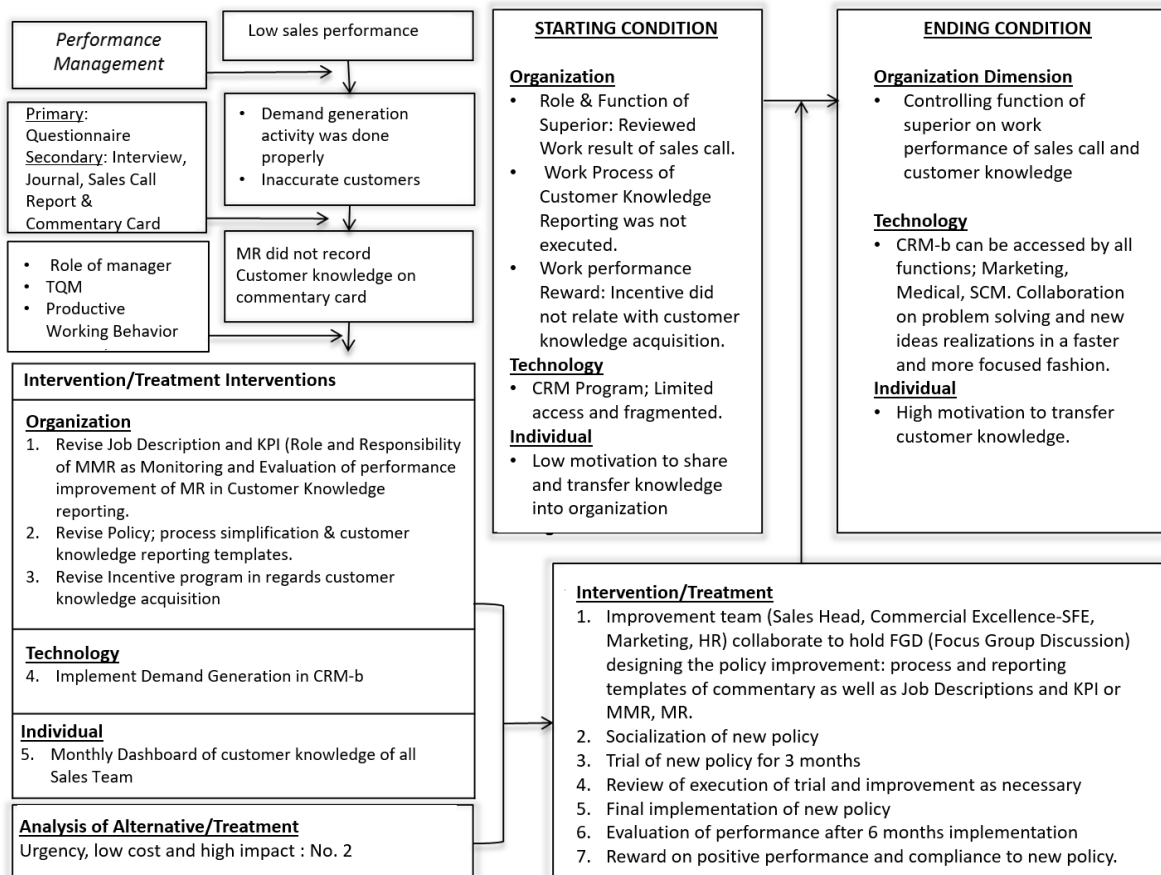 Performance
Management
Low sales performance
Primary:
Questionnaire
Secondary: Interview,
Journal, Sales Call
Report &
Commentary Card
• Demand generation
activity was done
properly
• Inaccurate customers
• Role of manager
• TQM
• Productive
Working Behavior
MR did not record
Customer knowledge on
commentary card
Intervention/Treatment Interventions
Organization
1. Revise Job Description and KPI (Role and Responsibility
of MMR as Monitoring and Evaluation of performance
improvement of MR in Customer Knowledge
reporting.
2. Revise Policy; process simplification & customer
knowledge reporting templates.
3. Revise Incentive program in regards customer
knowledge acquisition
Technology
4. Implement Demand Generation in CRM-b
Individual
5. Monthly Dashboard of customer knowledge of all
Sales Team
Analysis of Alternative/Treatment
Urgency, low cost and high impact : No. 2
STARTING CONDITION
Organization
• Role & Function of
Superior: Reviewed
Work result of sales call.
• Work Process of
Customer Knowledge
Reporting was not
executed.
• Work performance
Reward: Incentive did
not relate with customer
knowledge acquisition.
Technology
• CRM Program; Limited
access and fragmented.
Individual
• Low motivation to share
and transfer knowledge
into organization
ENDING CONDITION
Organization Dimension
• Controlling function of
superior on work
performance of sales call and
customer knowledge
Technology
• CRM-b can be accessed by all
functions; Marketing,
Medical, SCM. Collaboration
on problem solving and new
ideas realizations in a faster
and more focused fashion.
Individual
• High motivation to transfer
customer knowledge.
Intervention/Treatment
1. Improvement team (Sales Head, Commercial Excellence-SFE,
Marketing, HR) collaborate to hold FGD (Focus Group Discussion)
designing the policy improvement: process and reporting
templates of commentary as well as Job Descriptions and KPI or
MMR, MR.
2. Socialization of new policy
3. Trial of new policy for 3 months
4. Review of execution of trial and improvement as necessary
5. Final implementation of new policy
6. Evaluation of performance after 6 months implementation
7. Reward on positive performance and compliance to new policy.